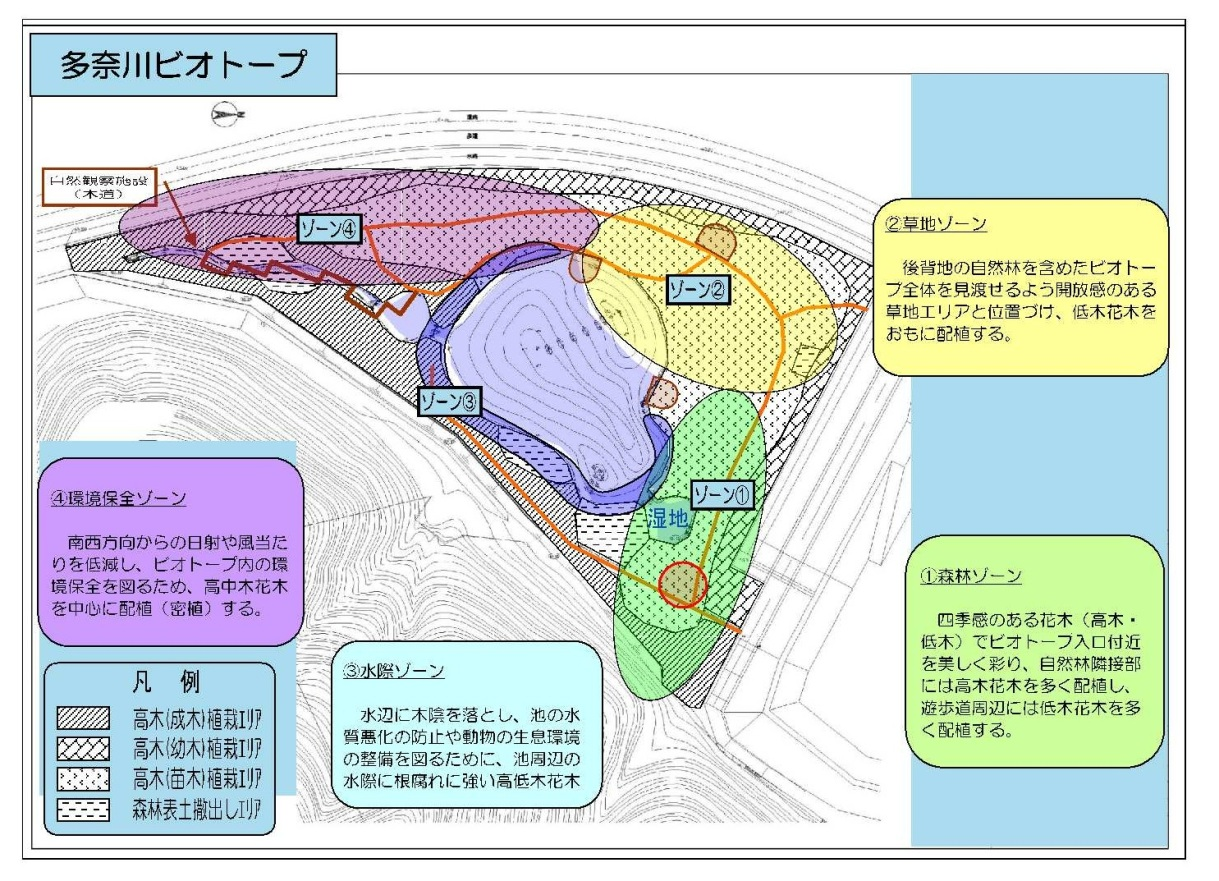 多奈川ビオトープ
自然観察施設
（木道）
ゾーン④
ゾーン②
ゾーン③
ゾーン①
湿地
②草地ゾーン
後背地の自然林を含めたビオトー
プ全体を見渡せるよう開放感のある
草地エリアと位置づけ、低木花木を
おもに配植する。
④環境保全ゾーン
南西方向からの日射や風当た
りを低減し、ビオトープ内の環
境保全を図るため、高中木花木
を中心に配植（密植）する。
①森林ゾーン
四季感のある花木（高木・
低木）でビオトープ入口付近
を美しく彩り、自然林隣接部
には高木花木を多く配植し、
遊歩道周辺には低木花木を多
く配植する。
③水際ゾーン
水辺に木陰を落とし、池の水
質悪化の防止や動物の生息環境
の整備を図るために、池周辺の
水際に根腐れに強い高低木花木
凡 例
高木(成木)植栽ｴﾘｱ
高木(幼木)植栽ｴﾘｱ
高木(苗木)植栽ｴﾘｱ
森林表土撒出しｴﾘｱ